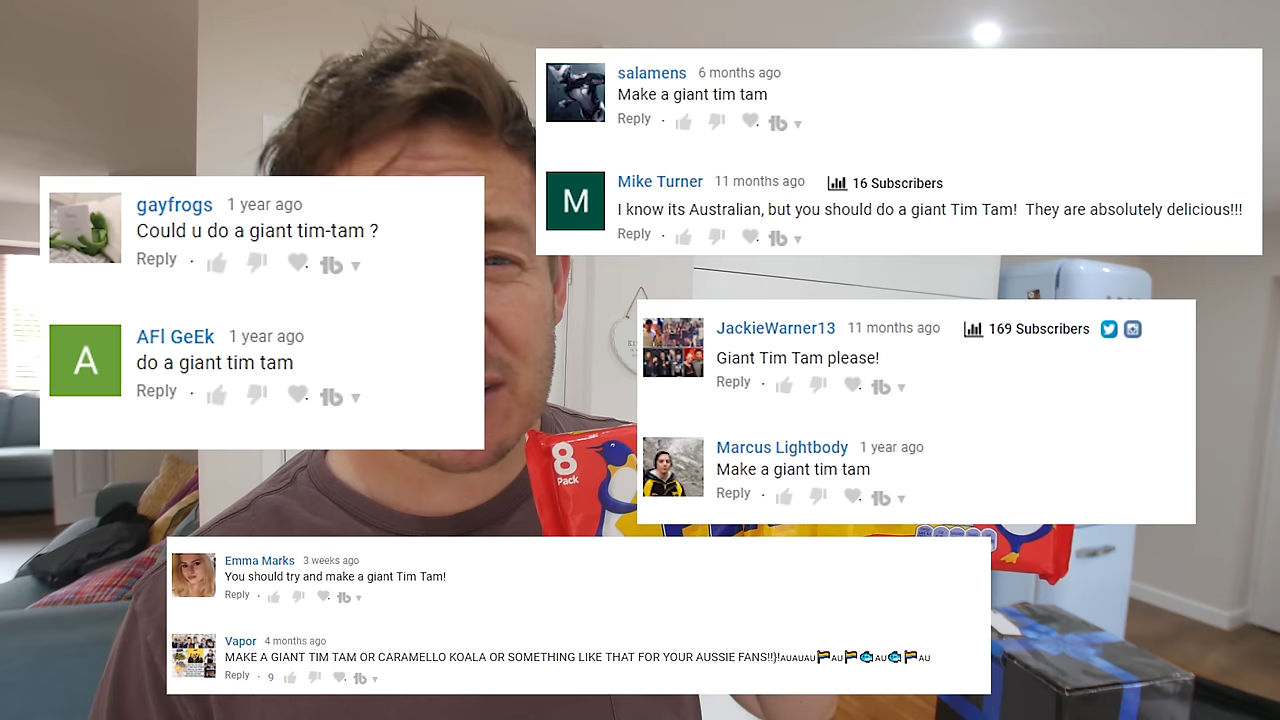 salamens 6 months ago
Make a giant tim tam
Reply
Mike Turner 11 months ago 16 Subscribers
M
I know its Australian, but you should do a giant Tim Tam! They are absolutely delicious!!!
Reply
gayfrogs 1 year ago
Could u do a giant tim-tam ?
Reply
AFl GeEk 1 year ago
A
do a giant tim tam
Reply
JackieWarner13 11 months ago 169 Subscribers
Giant Tim Tam please!
Reply
Marcus Lightbody 1 year ago
Make a giant tim tam
Reply
8
Pack
Emma Marks 3 weeks ago
You should try and make a giant Tim Tam!
Reply
Vapor 4 months ago
MAKE A GIANT TIM TAM OR CARAMELLO KOALA OR SOMETHING LIKE THAT FOR YOUR AUSSIE FANS!!}!AUAUAU🏳️‍🌈AU🏳️‍🌈🐟AU🐟🏳️‍🌈AU
Reply 9